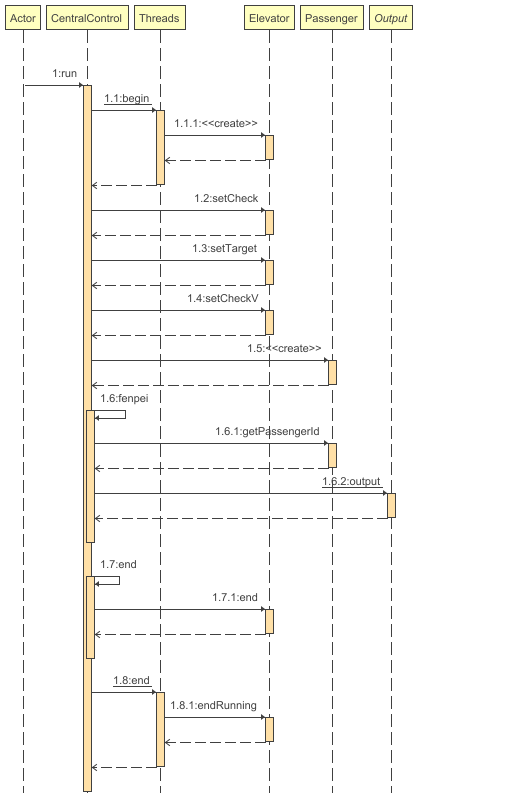 Actor CentralControl Threads Elevator Passenger Output
1:run
1.1:begin
1.1.1:<<create>>
1.2:setCheck
1.3:setTarget
1.4:setCheckV
1.5:<<create>>
1.6:fenpei
1.6.1:getPassengerId
1.6.2:output
1.7:end
1.7.1:end
1.8:end
1.8.1:endRunning